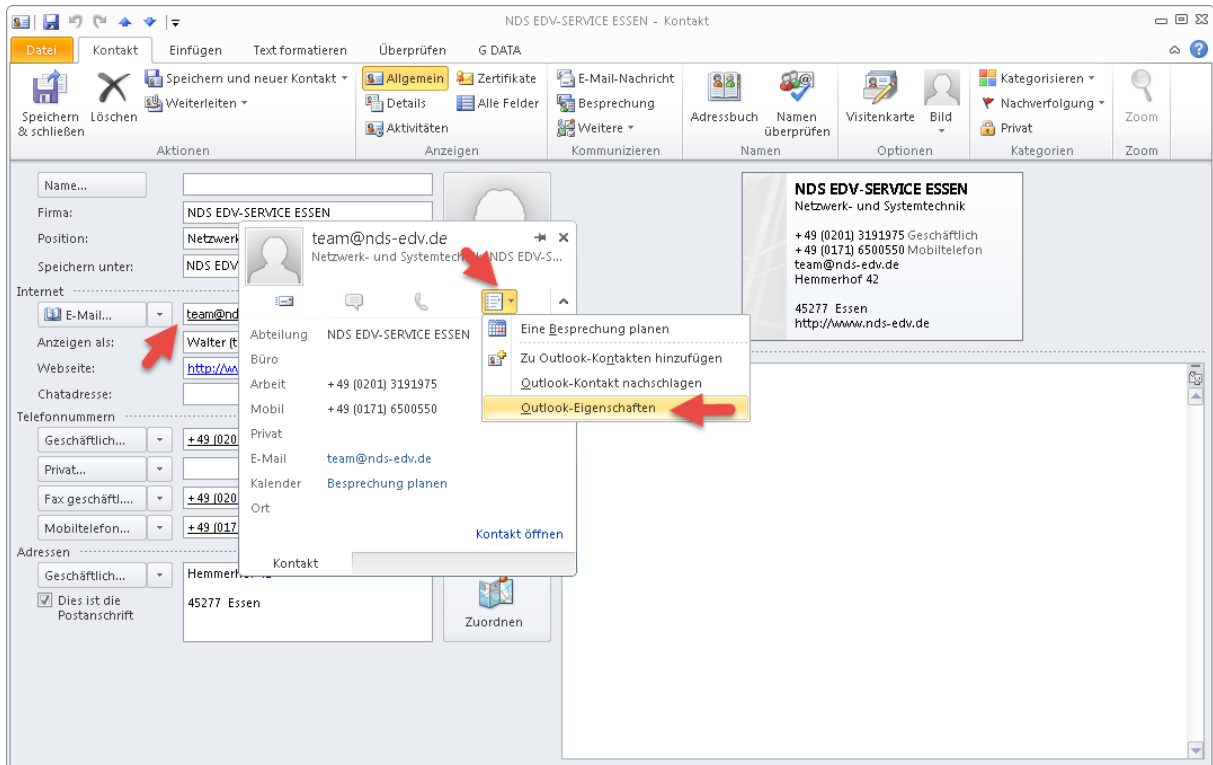 NDS EDV-SERVICE ESSEN - Kontakt
Datei Kontakt Einfügen Text formatieren Überprüfen G DATA
Speichern & schließen
Löschen
Speichern und neuer Kontakt
Weiterleiten
Aktionen
Allgemein
Details
Aktivitäten
Zertifikate
Alle Felder
Anzeigen
E-Mail-Nachricht
Besprechung
Weitere
Kommunizieren
Adressbuch
Namen überprüfen
Namen
Visitenkarte
Bild
Optionen
Kategorisieren
Nachverfolgung
Privat
Kategorien
Zoom
Zoom
Name...
Firma: NDS EDV-SERVICE ESSEN
Position: Netzwerk
Speichern unter: NDS EDV
Internet
E-Mail... team@nd
Anzeigen als: Walter (t
Webseite: http://w
Chatadresse:
Telefonnummern
Geschäftlich... +49 (020
Privat...
Fax geschäftl.... +49 (020
Mobiltelefon... +49 (017
Adressen
Geschäftlich... Hemmerh
Dies ist die
Postanschrift
45277 Essen
Zuordnen
team@nds-edv.de
Netzwerk- und Systemtech NDS EDV-S...
Abteilung NDS EDV-SERVICE ESSEN
Büro
Arbeit +49 (0201) 3191975
Mobil +49 (0171) 6500550
Privat
E-Mail team@nds-edv.de
Kalender Besprechung planen
Ort
Kontakt öffnen
Kontakt
Eine Besprechung planen
Zu Outlook-Kontakten hinzufügen
Outlook-Kontakt nachschlagen
Outlook-Eigenschaften
NDS EDV-SERVICE ESSEN
Netzwerk- und Systemtechnik
+49 (0201) 3191975 Geschäftlich
+49 (0171) 6500550 Mobiltelefon
team@nds-edv.de
Hemmerhof 42
45277 Essen
http://www.nds-edv.de